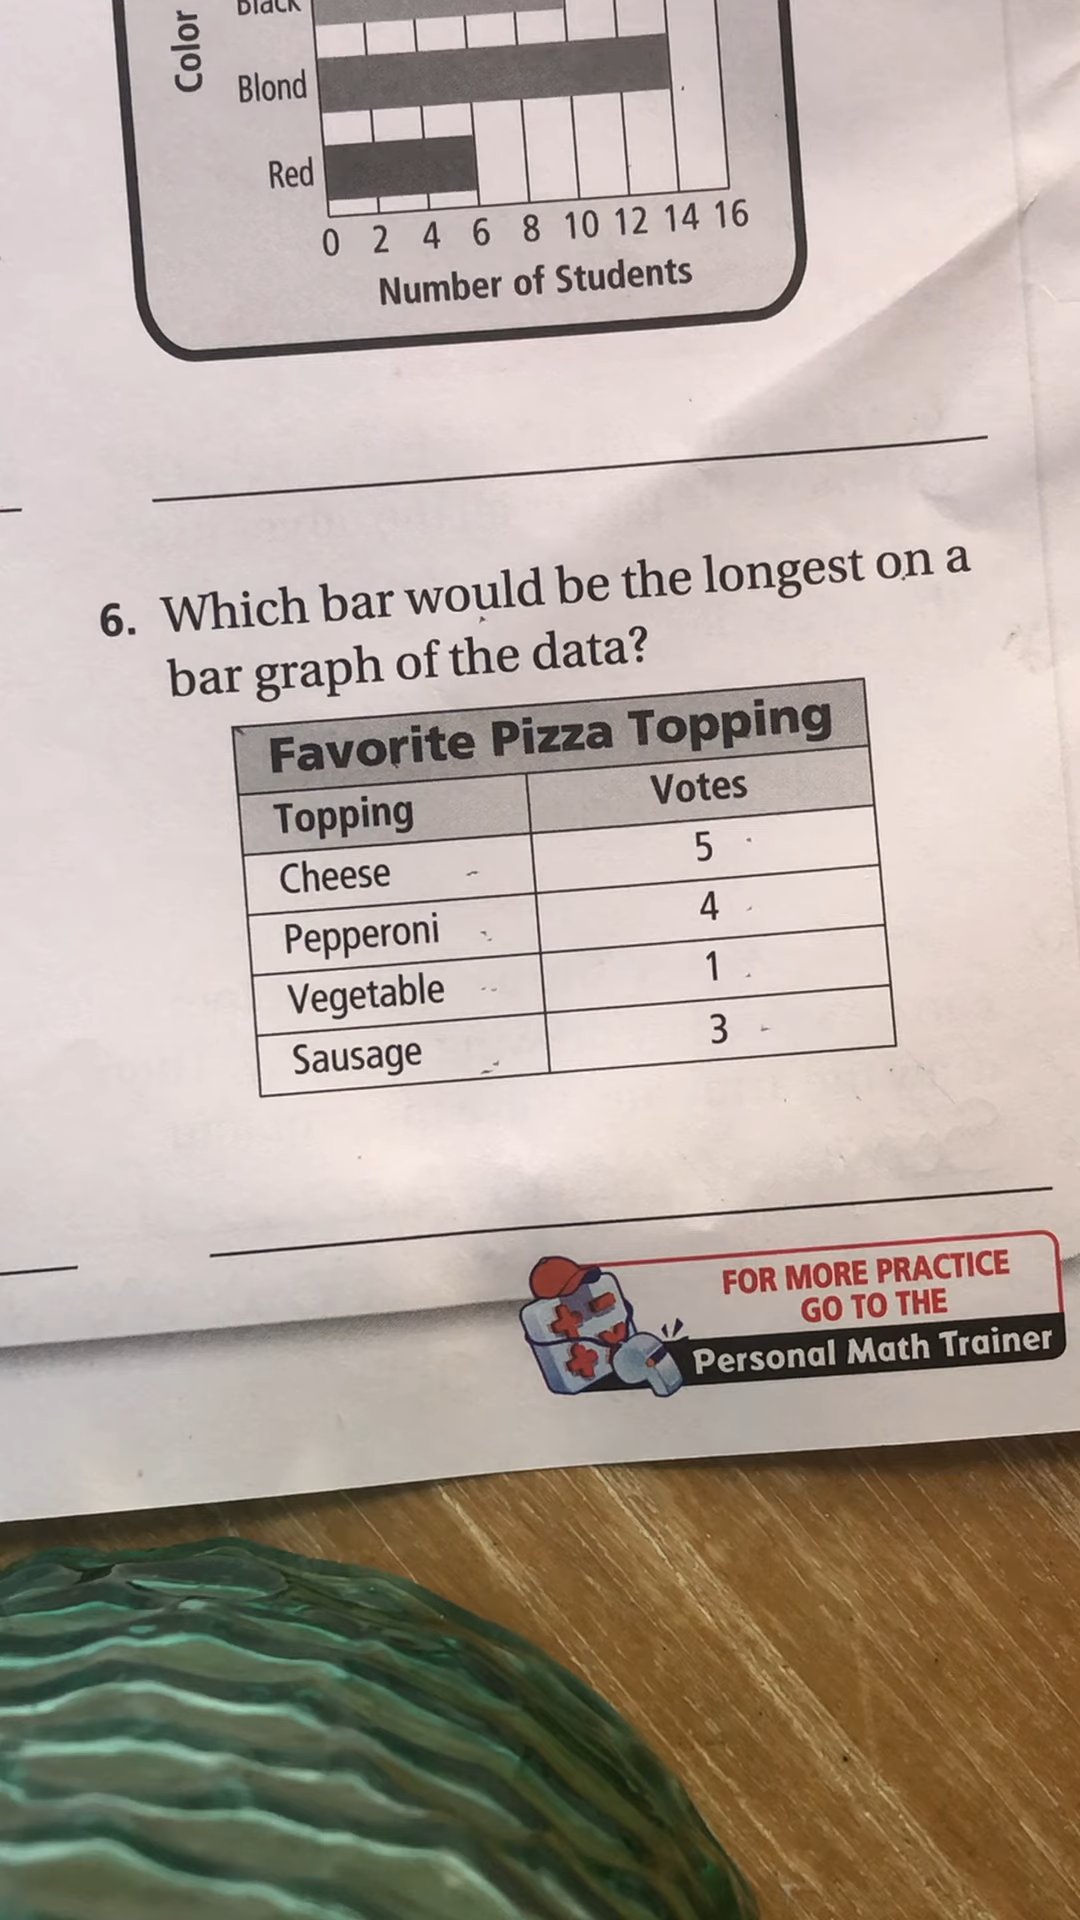 Color
Black
Blond
Red
0 2 4 6 8 10 12 14 16
Number of Students
6. Which bar would be the longest on a
bar graph of the data?
Favorite Pizza Topping
Topping Votes
Cheese 5
Pepperoni 4
Vegetable 1
Sausage 3
FOR MORE PRACTICE
GO TO THE
Personal Math Trainer